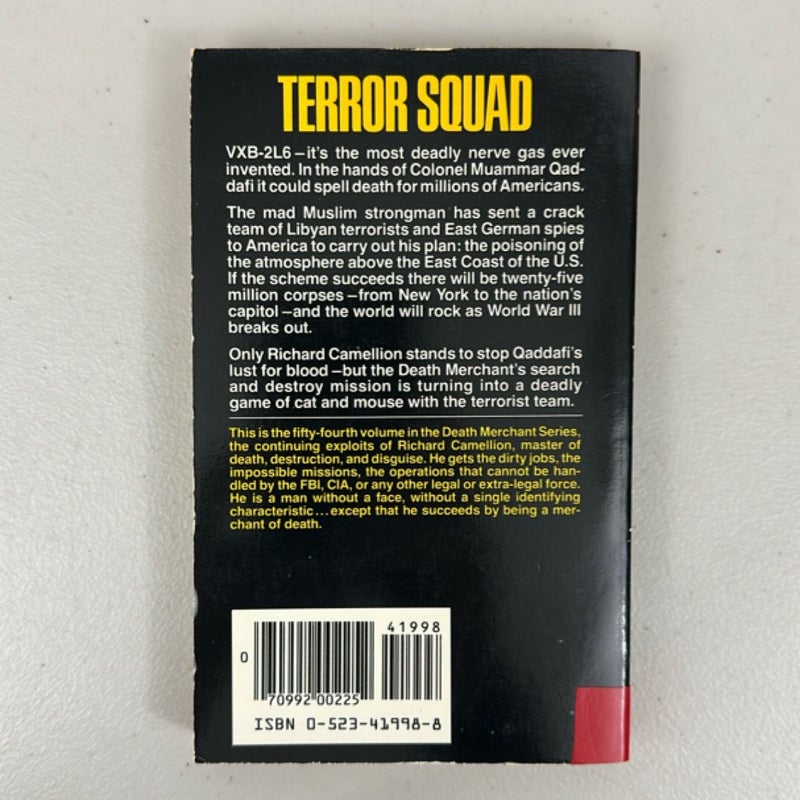 TERROR SQUAD
VXB-2L6—it's the most deadly nerve gas ever
invented. In the hands of Colonel Muammar Qad-
dafi it could spell death for millions of Americans.
The mad Muslim strongman has sent a crack
team of Libyan terrorists and East German spies
to America to carry out his plan: the poisoning of
the atmosphere above the East Coast of the U.S.
If the scheme succeeds there will be twenty-five
million corpses—from New York to the nation's
capitol—and the world will rock as World War III
breaks out.
Only Richard Camellion stands to stop Qaddafi's
lust for blood—but the Death Merchant's search
and destroy mission is turning into a deadly
game of cat and mouse with the terrorist team.
This is the fifty-fourth volume in the Death Merchant Series,
the continuing exploits of Richard Camellion, master of
death, destruction, and disguise. He gets the dirty jobs, the
impossible missions, the operations that cannot be han-
dled by the FBI, CIA, or any other legal or extra-legal force.
He is a man without a face, without a single identifying
characteristic...except that he succeeds by being a mer-
chant of death.
41998
0
70992 00225
ISBN 0-523-41998-8